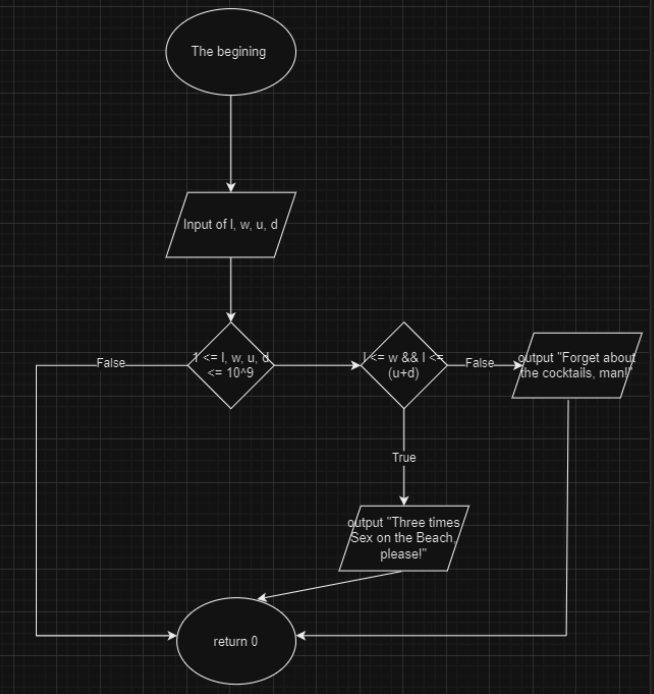 The begining
Input of l, w, u, d
1 <= l, w, u, d
<= 10^9
False
l <= w && l <=
(u+d)
False
output "Forget about
the cocktails, man!"
True
output "Three times
Sex on the Beach,
please!"
return 0